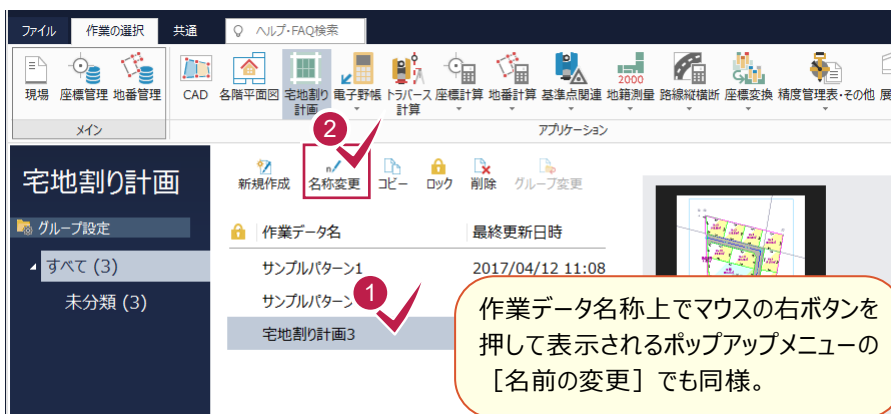 ファイル 作業の選択 共通 ヘルプ・FAQ検索
2000
現場 座標管理 地番管理 CAD 各階平面図 宅地割り計画 電子野帳 トラバース計算 座標計算 地番計算 基準点関連 地籍測量 路線縦横断 座標変換 精度管理表・その他 展
メイン アプリケーション
2
宅地割り計画
新規作成 名称変更 コピー ロック 削除 グループ変更
グループ設定
作業データ名 最終更新日時
すべて (3)
サンプルパターン1 2017/04/12 11:08
未分類 (3)
サンプルパターン
1
宅地割り計画3
作業データ名称上でマウスの右ボタンを
押して表示されるポップアップメニューの
［名前の変更］でも同様。